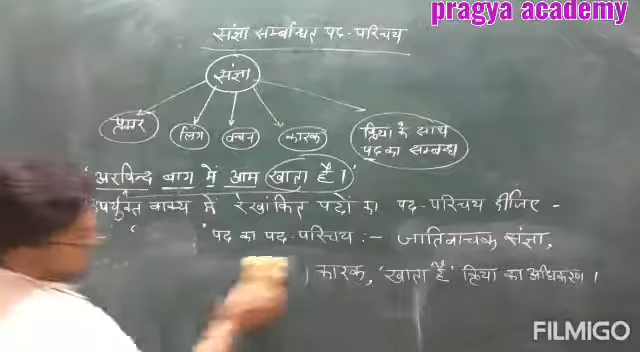 pragya academy
संज्ञा सम्बन्धित पद-परिचय
संज्ञा
प्रकार
लिंग
वचन
कारक
क्रिया के साथ
पद का सम्बन्ध
'अरविन्द बाग में आम खाता है।'
उपर्युक्त वाक्य में रेखांकित पदों का पद-परिचय दीजिए -
' ' पद का पद-परिचय :- जातिवाचक संज्ञा,
कारक, 'खाता है' क्रिया का अधिकरण।
FILMIGO